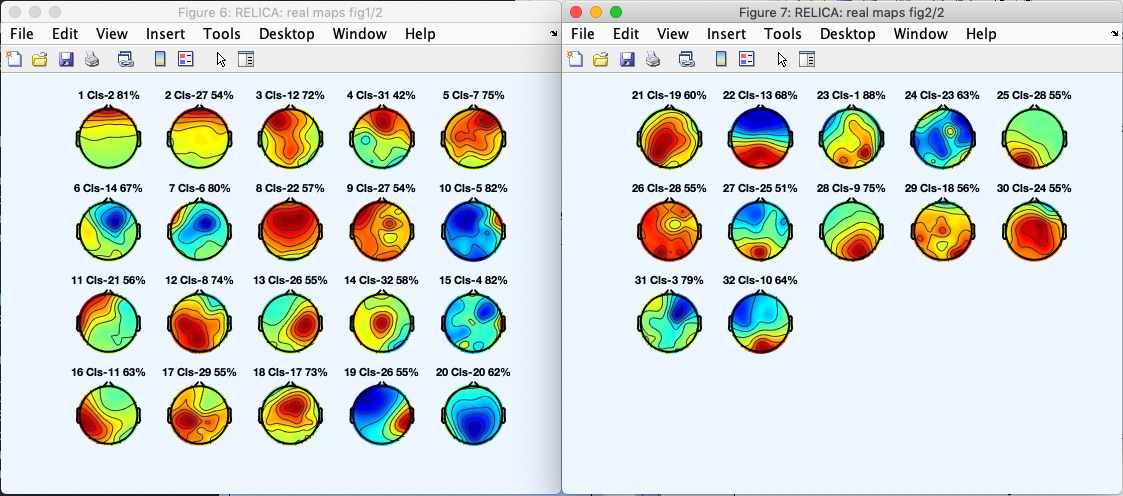 Figure 6: RELICA: real maps fig1/2
File Edit View Insert Tools Desktop Window Help
1 Cls-2 81% 2 Cls-27 54% 3 Cls-12 72% 4 Cls-31 42% 5 Cls-7 75%
6 Cls-14 67% 7 Cls-6 80% 8 Cls-22 57% 9 Cls-27 54% 10 Cls-5 82%
11 Cls-21 56% 12 Cls-8 74% 13 Cls-26 55% 14 Cls-32 58% 15 Cls-4 82%
16 Cls-11 63% 17 Cls-29 55% 18 Cls-17 73% 19 Cls-26 55% 20 Cls-20 62%
Figure 7: RELICA: real maps fig2/2
File Edit View Insert Tools Desktop Window Help
21 Cls-19 60% 22 Cls-13 68% 23 Cls-1 88% 24 Cls-23 63% 25 Cls-28 55%
26 Cls-28 55% 27 Cls-25 51% 28 Cls-9 75% 29 Cls-18 56% 30 Cls-24 55%
31 Cls-3 79% 32 Cls-10 64%